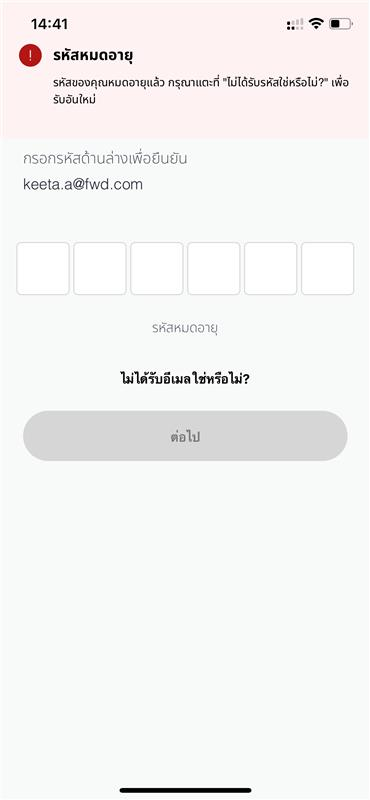 14:41
รหัสหมดอายุ
รหัสของคุณหมดอายุแล้ว กรุณาแตะที่ "ไม่ได้รับรหัสใช่หรือไม่?" เพื่อ
รับอันใหม่
กรอกรหัสด้านล่างเพื่อยืนยัน
keeta.a@fwd.com
รหัสหมดอายุ
ไม่ได้รับอีเมลใช่หรือไม่?
ต่อไป